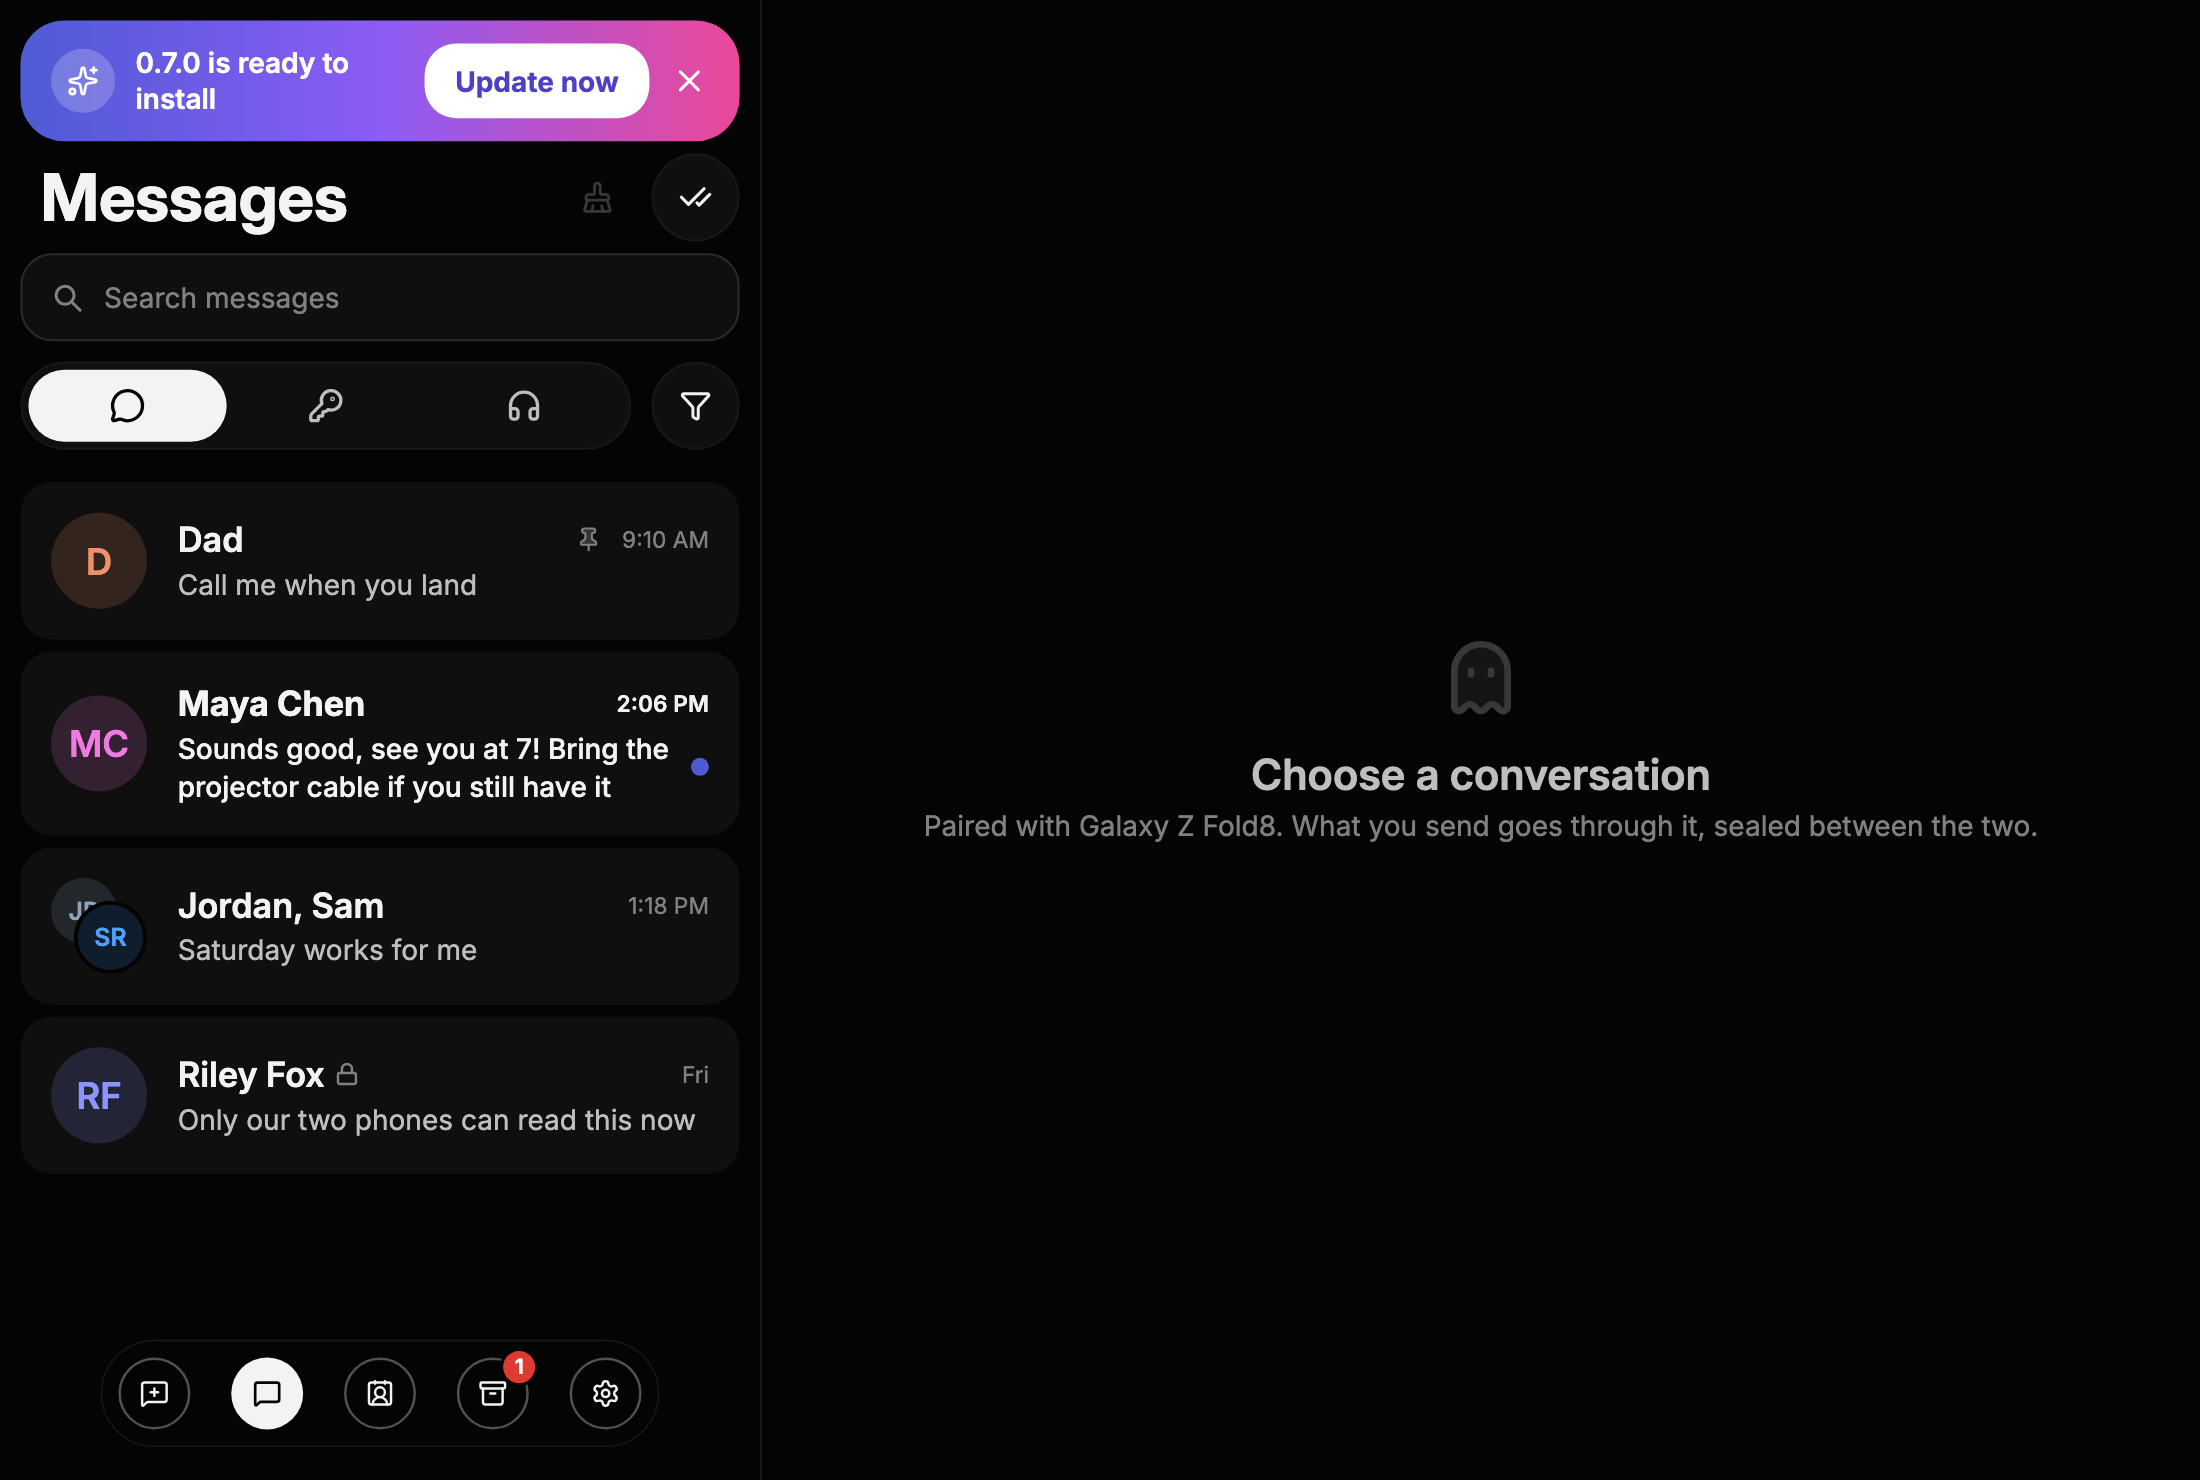 0.7.0 is ready to
install
Update now
Messages
Search messages
D
Dad
9:10 AM
Call me when you land
MC
Maya Chen
2:06 PM
Sounds good, see you at 7! Bring the
projector cable if you still have it
SR
Jordan, Sam
1:18 PM
Saturday works for me
RF
Riley Fox
Fri
Only our two phones can read this now
1
Choose a conversation
Paired with Galaxy Z Fold8. What you send goes through it, sealed between the two.